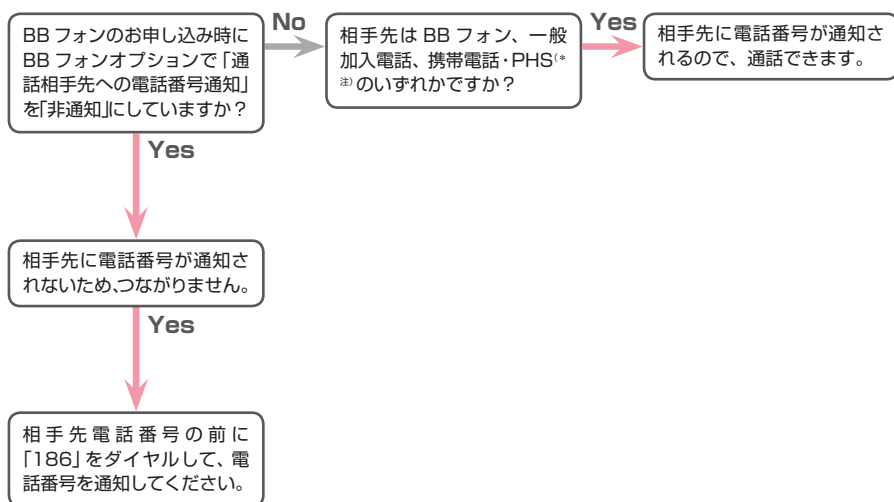 BB フォンのお申し込み時に
BB フォンオプションで「通
話相手先への電話番号通知」
を「非通知」にしていますか？
No
相手先は BB フォン、一般
加入電話、携帯電話・PHS(*
注)のいずれかですか？
Yes
相手先に電話番号が通知さ
れるので、通話できます。
Yes
相手先に電話番号が通知さ
れないため、つながりません。
Yes
相手先電話番号の前に
「186」をダイヤルして、電
話番号を通知してください。